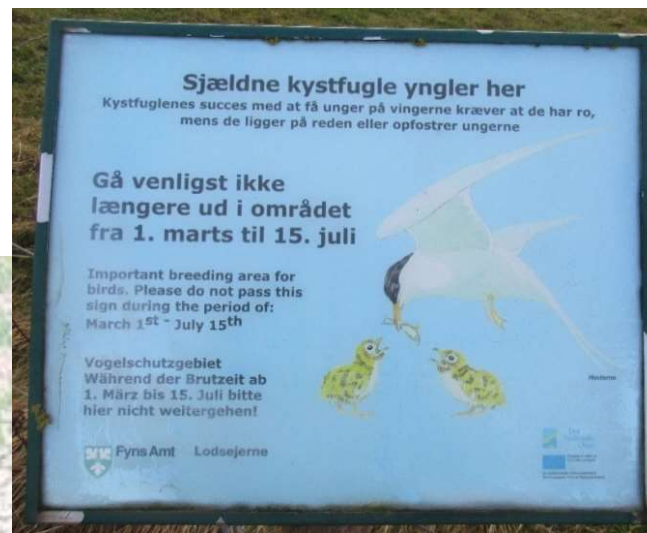 Sjældne kystfugle yngler her
Kystfuglenes succes med at få unger på vingerne kræver at de har ro,
mens de ligger på reden eller opfostrer ungerne
Gå venligst ikke
længere ud i området
fra 1. marts til 15. juli
Important breeding area for
birds. Please do not pass this
sign during the period of:
March 1st - July 15th
Vogelschutzgebiet
Während der Brutzeit ab
1. März bis 15. Juli bitte
hier nicht weitergehen!
Fyns Amt Lodsejerne